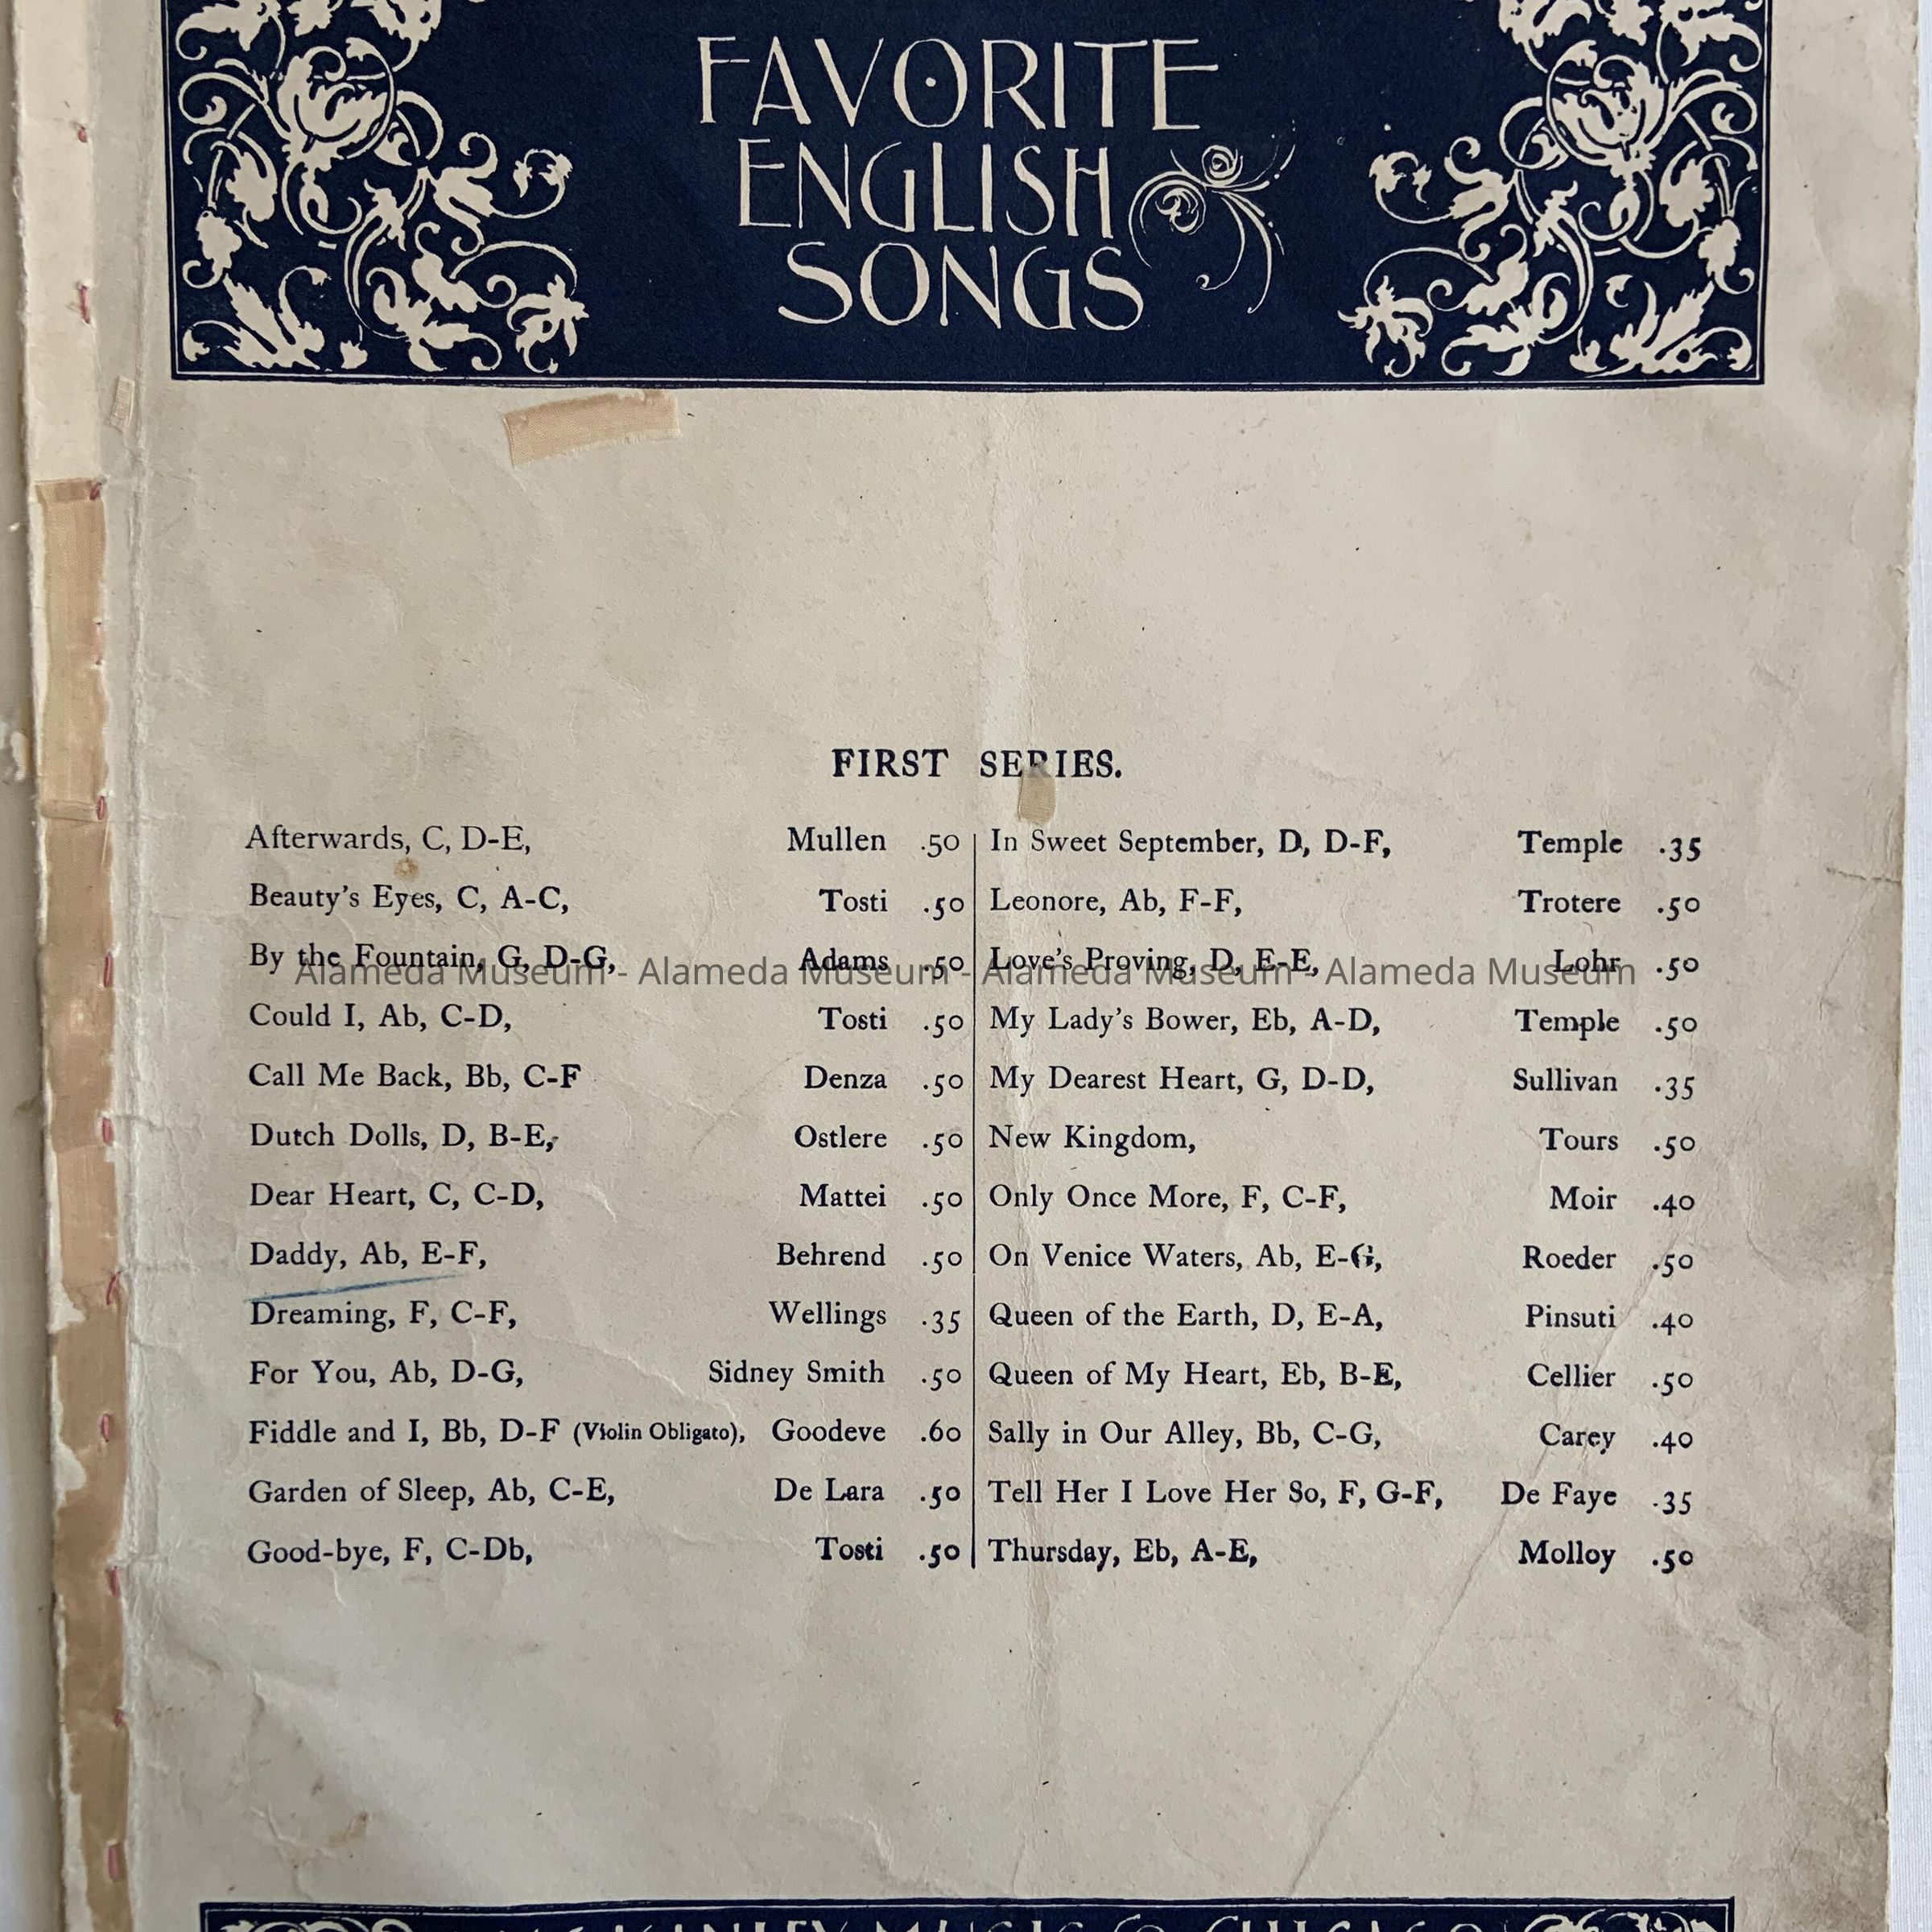 FAVORITE
ENGLISH
SONGS
FIRST SERIES.
Afterwards, C, D-E, Mullen .50
Beauty's Eyes, C, A-C, Tosti .50
By the Fountain, G, D-G, Adams .50
Could I, Ab, C-D, Tosti .50
Call Me Back, Bb, C-F Denza .50
Dutch Dolls, D, B-E, Ostlere .50
Dear Heart, C, C-D, Mattei .50
Daddy, Ab, E-F, Behrend .50
Dreaming, F, C-F, Wellings .35
For You, Ab, D-G, Sidney Smith .50
Fiddle and I, Bb, D-F (Violin Obligato), Goodeve .60
Garden of Sleep, Ab, C-E, De Lara .50
Good-bye, F, C-Db, Tosti .50
In Sweet September, D, D-F, Temple .35
Leonore, Ab, F-F, Trotere .50
Love's Proving, D, E-E, Lohr .50
My Lady's Bower, Eb, A-D, Temple .50
My Dearest Heart, G, D-D, Sullivan .35
New Kingdom, Tours .50
Only Once More, F, C-F, Moir .40
On Venice Waters, Ab, E-G, Roeder .50
Queen of the Earth, D, E-A, Pinsuti .40
Queen of My Heart, Eb, B-E, Cellier .50
Sally in Our Alley, Bb, C-G, Carey .40
Tell Her I Love Her So, F, G-F, De Faye .35
Thursday, Eb, A-E, Molloy .50
Alameda Museum - Alameda Museum - Alameda Museum - Alameda Museum
MUSIC CO CHICAGO